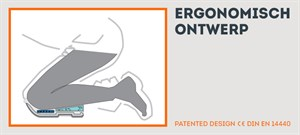 ERGONOMISCH
ONTWERP
PATENTED DESIGN CE DIN EN 14440